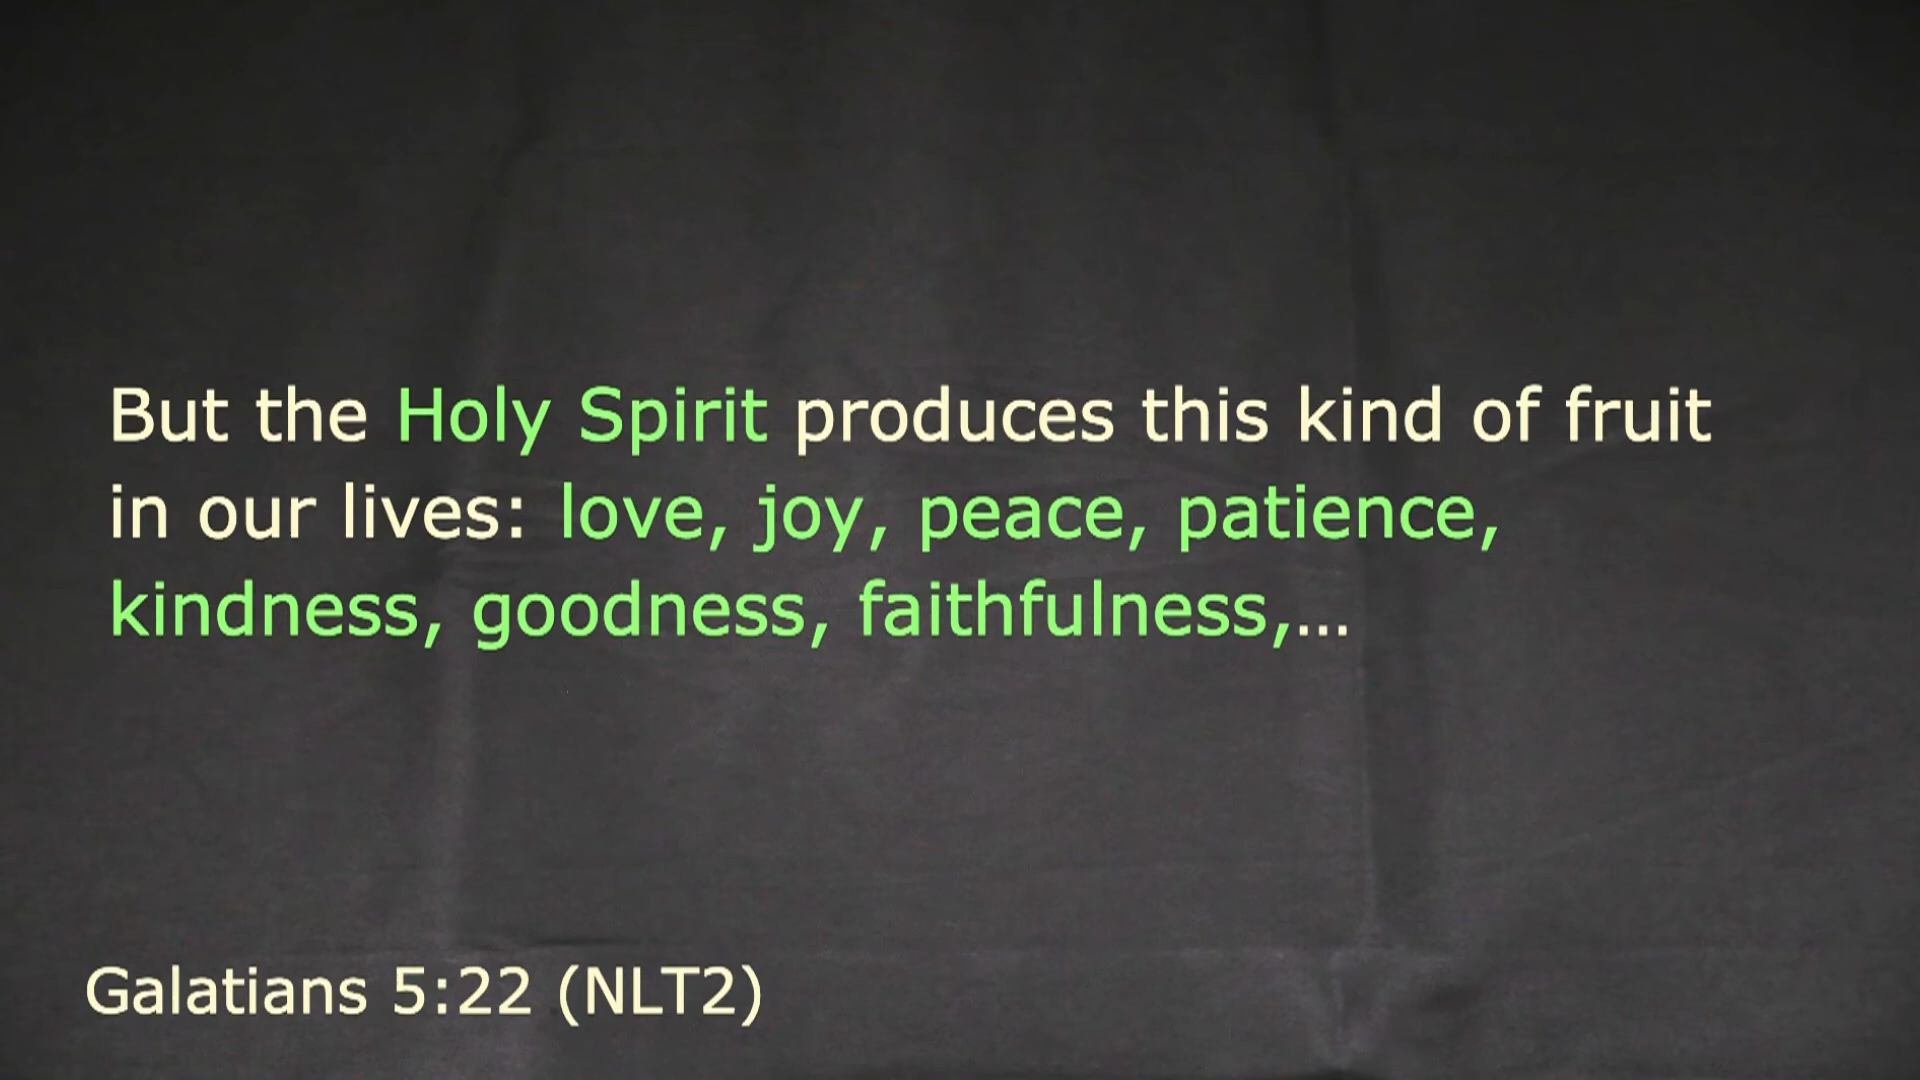 But the Holy Spirit produces this kind of fruit
in our lives: love, joy, peace, patience,
kindness, goodness, faithfulness,...
Galatians 5:22 (NLT2)